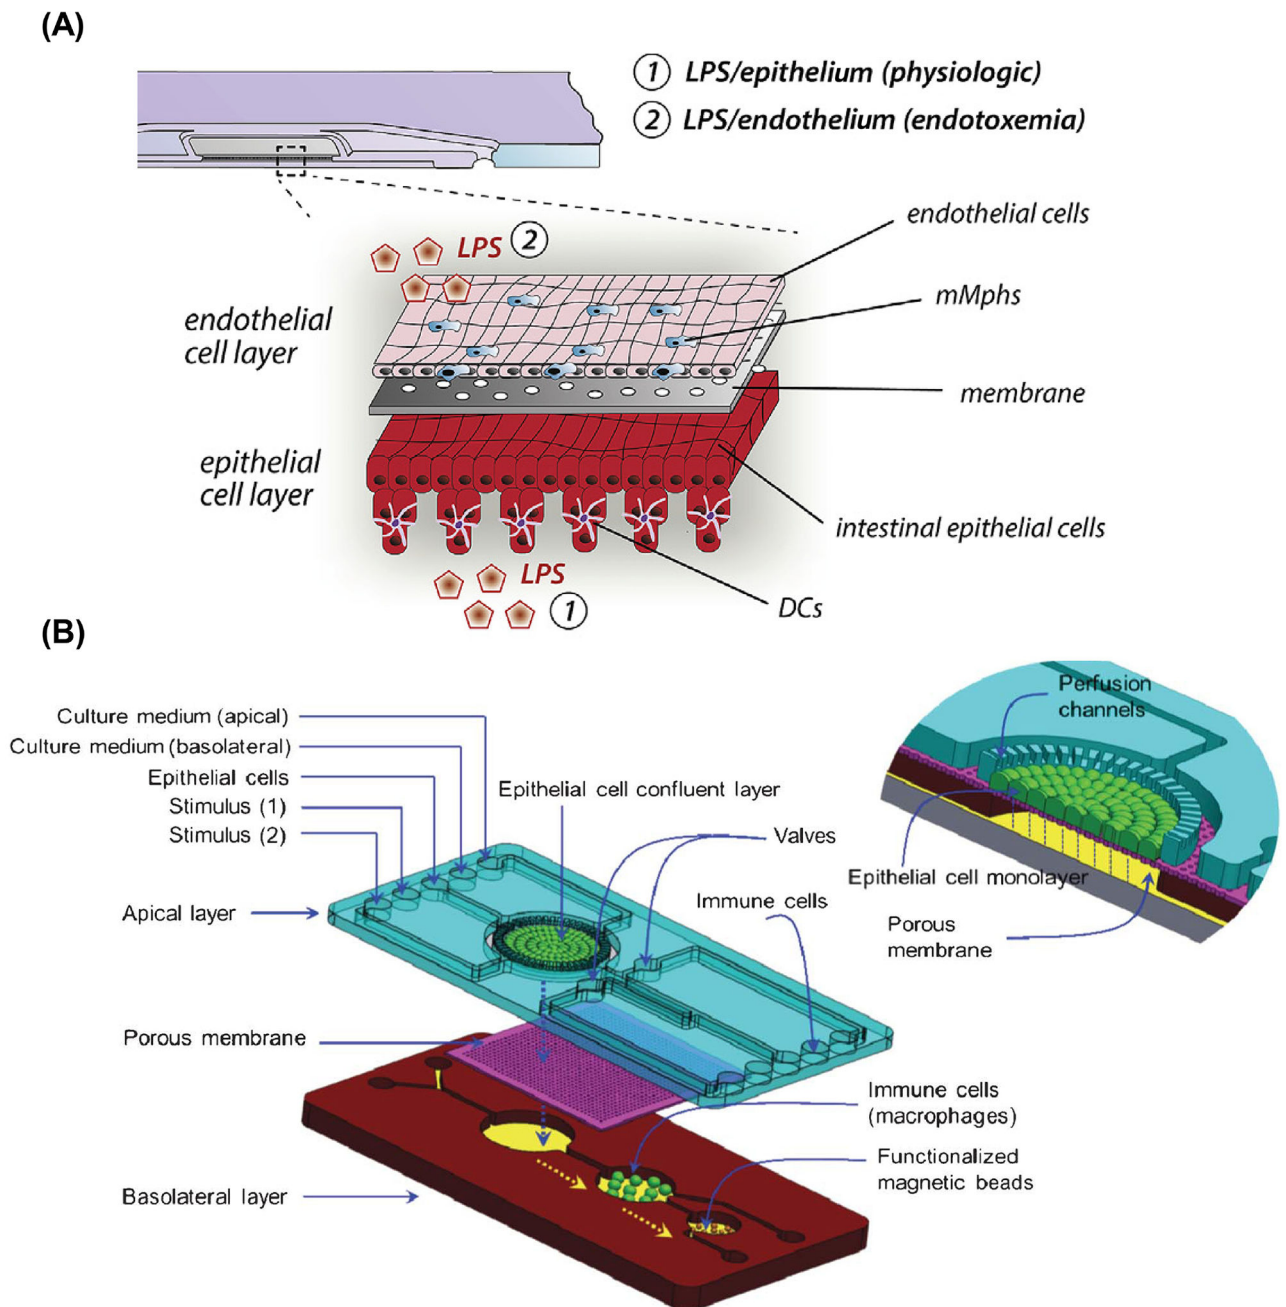 (A)
1 LPS/epithelium (physiologic)
2 LPS/endothelium (endotoxemia)
endothelial cells
LPS 2
mMphs
endothelial
cell layer
membrane
epithelial
cell layer
intestinal epithelial cells
LPS
1
DCs
(B)
Perfusion
channels
Culture medium (apical)
Culture medium (basolateral)
Epithelial cells
Stimulus (1)
Stimulus (2)
Epithelial cell confluent layer
Valves
Epithelial cell monolayer
Immune cells
Apical layer
Porous
membrane
Porous membrane
Immune cells
(macrophages)
Functionalized
magnetic beads
Basolateral layer